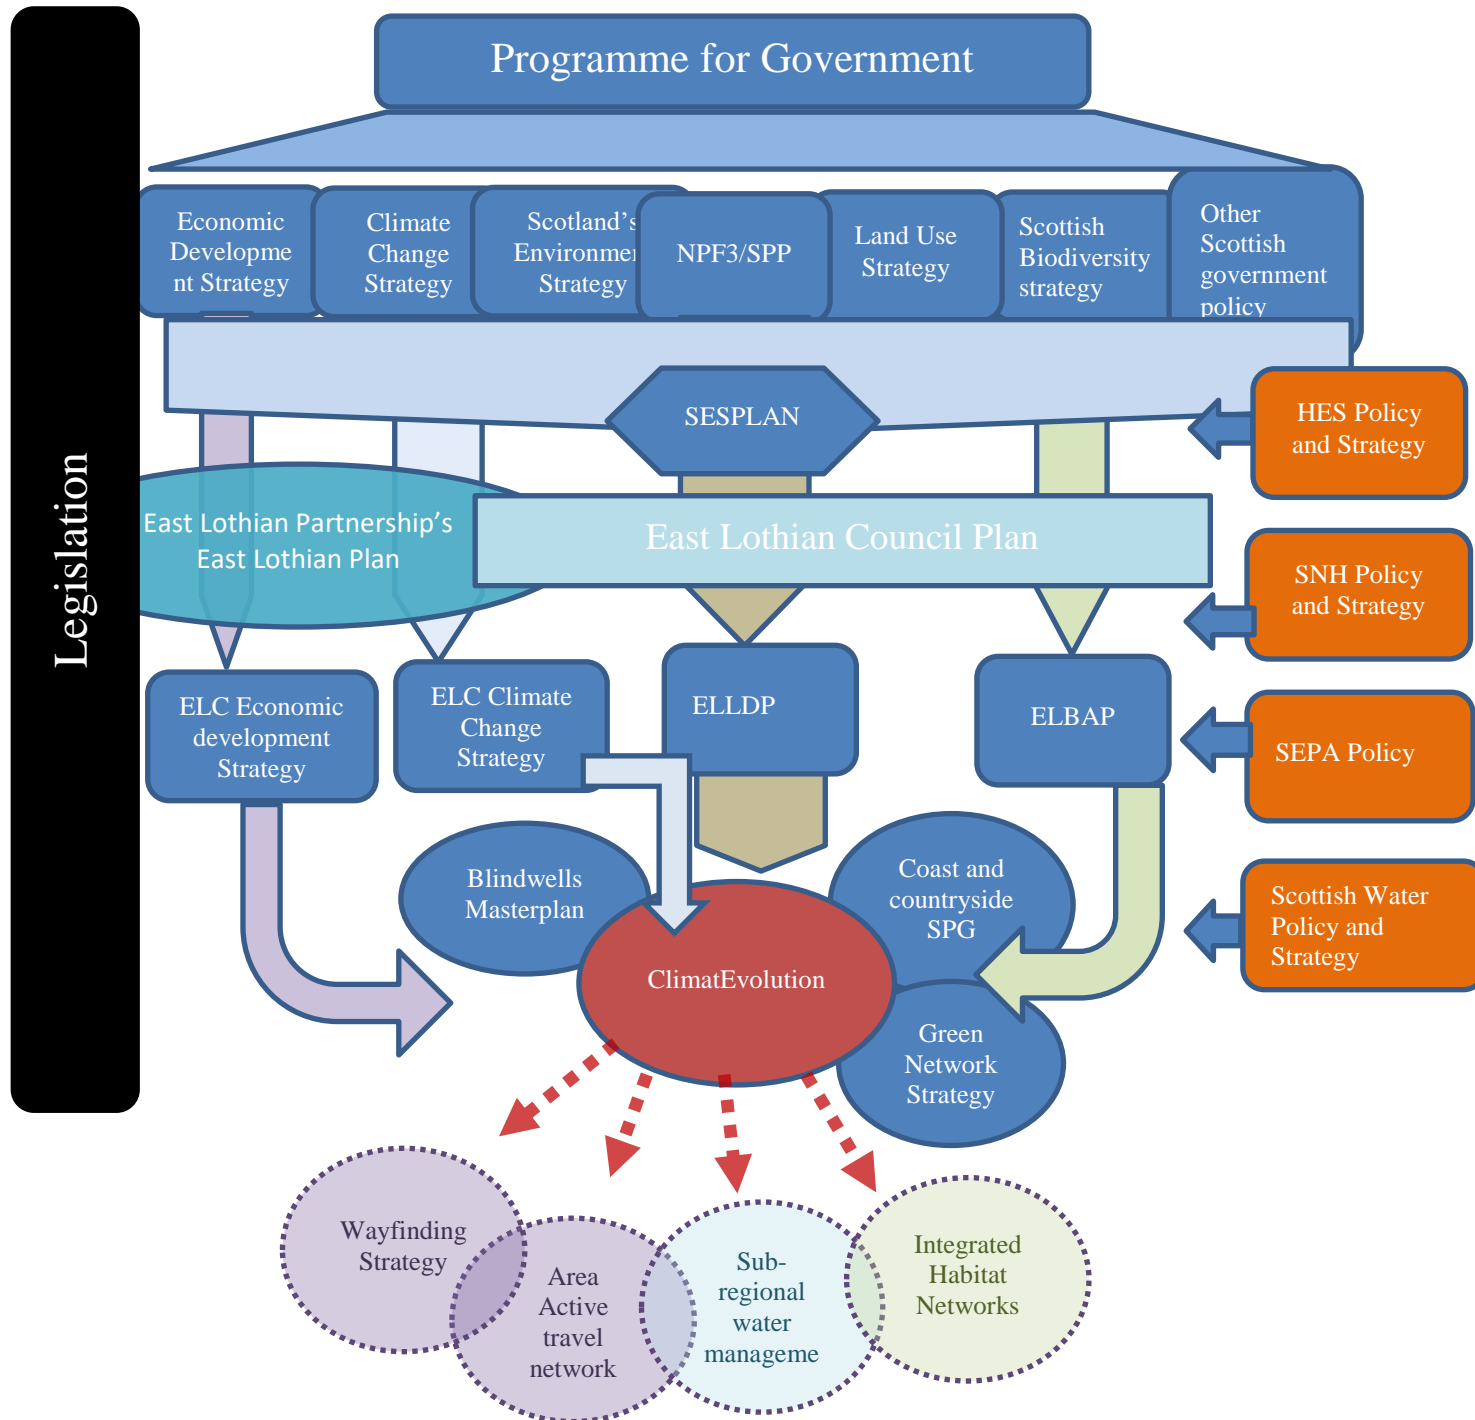 Legislation
Programme for Government
Economic
Developme
nt Strategy
Climate
Change
Strategy
Scotland's
Environmen
Strategy
NPF3/SPP
Land Use
Strategy
Scottish
Biodiversity
strategy
Other
Scottish
government
policy
SESPLAN
HES Policy
and Strategy
East Lothian Partnership's
East Lothian Plan
East Lothian Council Plan
SNH Policy
and Strategy
ELC Economic
development
Strategy
ELC Climate
Change
Strategy
ELLDP
ELBAP
SEPA Policy
Blindwells
Masterplan
Coast and
countryside
SPG
Scottish Water
Policy and
Strategy
ClimatEvolution
Green
Network
Strategy
Wayfinding
Strategy
Area
Active
travel
network
Sub-
regional
water
manageme
Integrated
Habitat
Networks